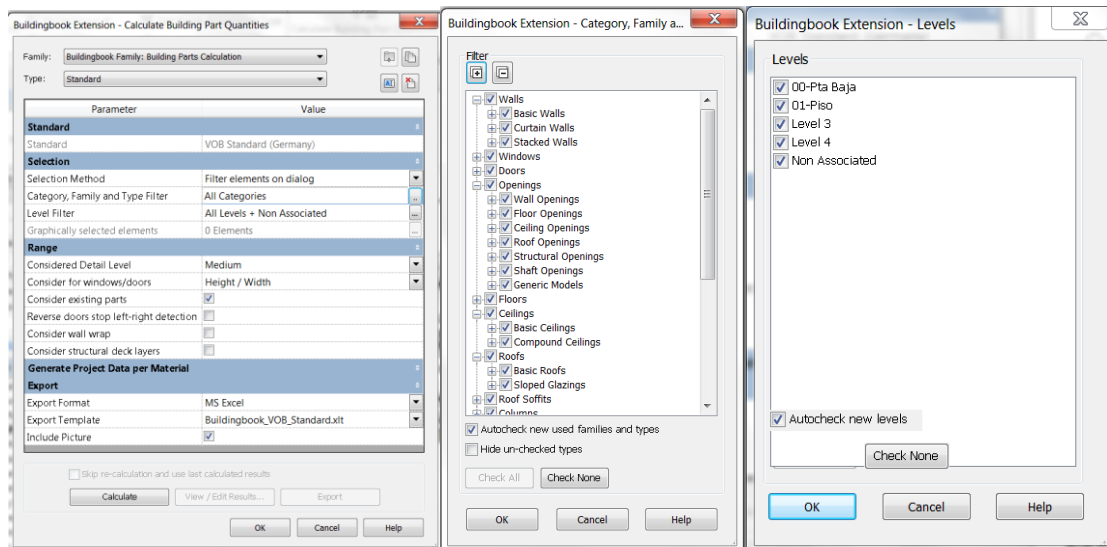 Buildingbook Extension - Calculate Building Part Quantities
Family: Buildingbook Family: Building Parts Calculation
Type: Standard
Parameter Value
Standard
Standard VOB Standard (Germany)
Selection
Selection Method Filter elements on dialog
Category, Family and Type Filter All Categories
Level Filter All Levels + Non Associated
Graphically selected elements 0 Elements
Range
Considered Detail Level Medium
Consider for windows/doors Height / Width
Consider existing parts
Reverse doors stop left-right detection
Consider wall wrap
Consider structural deck layers
Generate Project Data per Material
Export
Export Format MS Excel
Export Template Buildingbook_VOB_Standard.xlt
Include Picture
Skip re-calculation and use last calculated results
Calculate View / Edit Results... Export
OK Cancel Help
Buildingbook Extension - Category, Family a...
Filter
Walls
Basic Walls
Curtain Walls
Stacked Walls
Windows
Doors
Openings
Wall Openings
Floor Openings
Ceiling Openings
Roof Openings
Structural Openings
Shaft Openings
Generic Models
Floors
Ceilings
Basic Ceilings
Compound Ceilings
Roofs
Basic Roofs
Sloped Glazings
Roof Soffits
Columns
Autocheck new used families and types
Hide un-checked types
Check All Check None
OK Cancel Help
Buildingbook Extension - Levels
Levels
00-Pta Baja
01-Piso
Level 3
Level 4
Non Associated
Autocheck new levels
Check None
OK Cancel Help